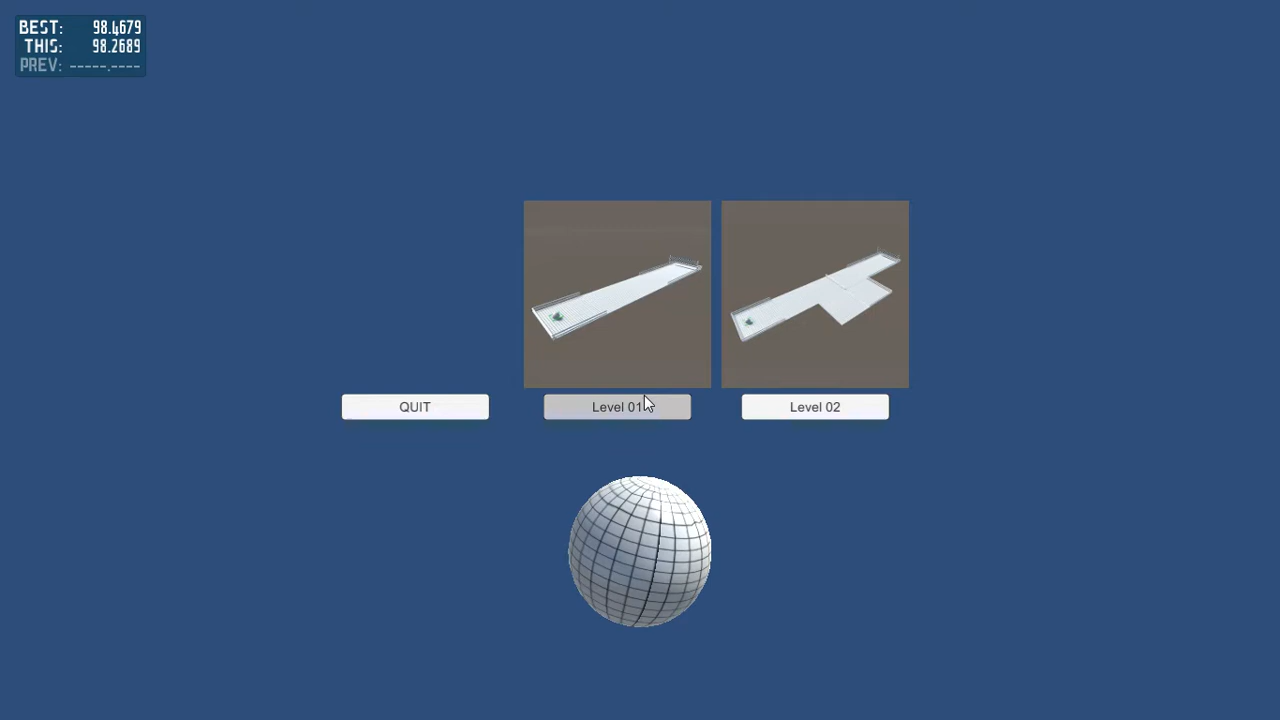 BEST: 98.4679
THIS: 98.2689
PREV: -----.----
QUIT
Level 01
Level 02